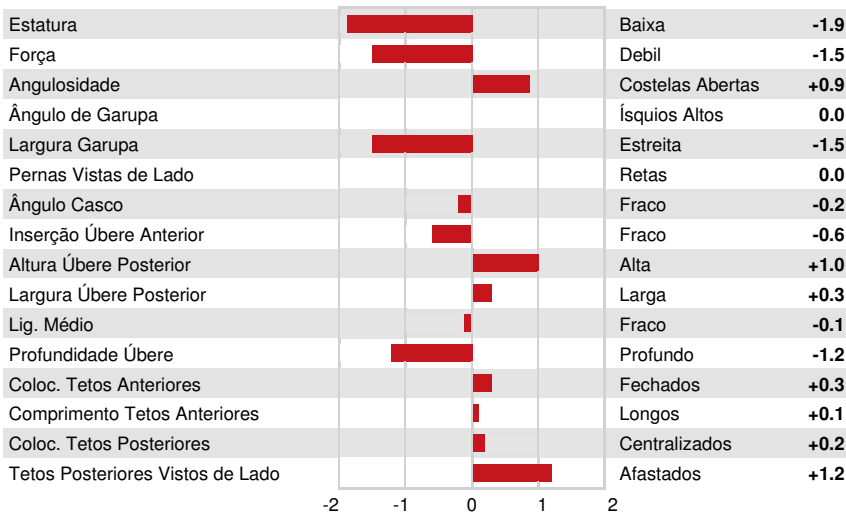 Estatura Baixa -1.9
Força Debil -1.5
Angulosidade Costelas Abertas +0.9
Ângulo de Garupa Ísquios Altos 0.0
Largura Garupa Estreita -1.5
Pernas Vistas de Lado Retas 0.0
Ângulo Casco Fraco -0.2
Inserção Úbere Anterior Fraco -0.6
Altura Úbere Posterior Alta +1.0
Largura Úbere Posterior Larga +0.3
Lig. Médio Fraco -0.1
Profundidade Úbere Profundo -1.2
Coloc. Tetos Anteriores Fechados +0.3
Comprimento Tetos Anteriores Longos +0.1
Coloc. Tetos Posteriores Centralizados +0.2
Tetos Posteriores Vistos de Lado Afastados +1.2
-2 -1 0 1 2